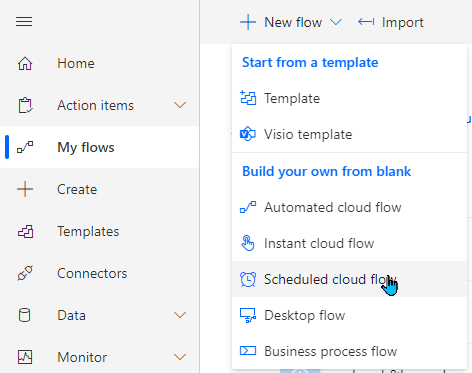 New flow
Import
Home
Action items
My flows
Create
Templates
Connectors
Data
Monitor
Start from a template
Template
Visio template
Build your own from blank
Automated cloud flow
Instant cloud flow
Scheduled cloud flow
Desktop flow
Business process flow